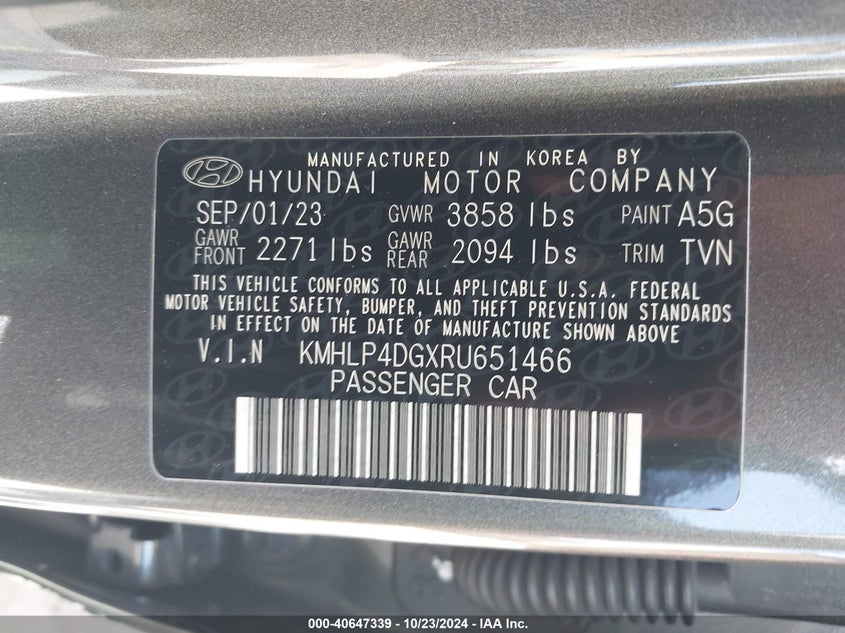 MANUFACTURED IN KOREA BY
HYUNDAI MOTOR COMPANY
SEP/01/23 GVWR 3858 lbs PAINT A5G
GAWR FRONT 2271 lbs GAWR REAR 2094 lbs TRIM TVN
THIS VEHICLE CONFORMS TO ALL APPLICABLE U.S.A. FEDERAL
MOTOR VEHICLE SAFETY, BUMPER, AND THEFT PREVENTION STANDARDS
IN EFFECT ON THE DATE OF MANUFACTURE SHOWN ABOVE
V.I.N KMHLP4DGXRU651466
PASSENGER CAR
000-40647339 - 10/23/2024 - IAA Inc.